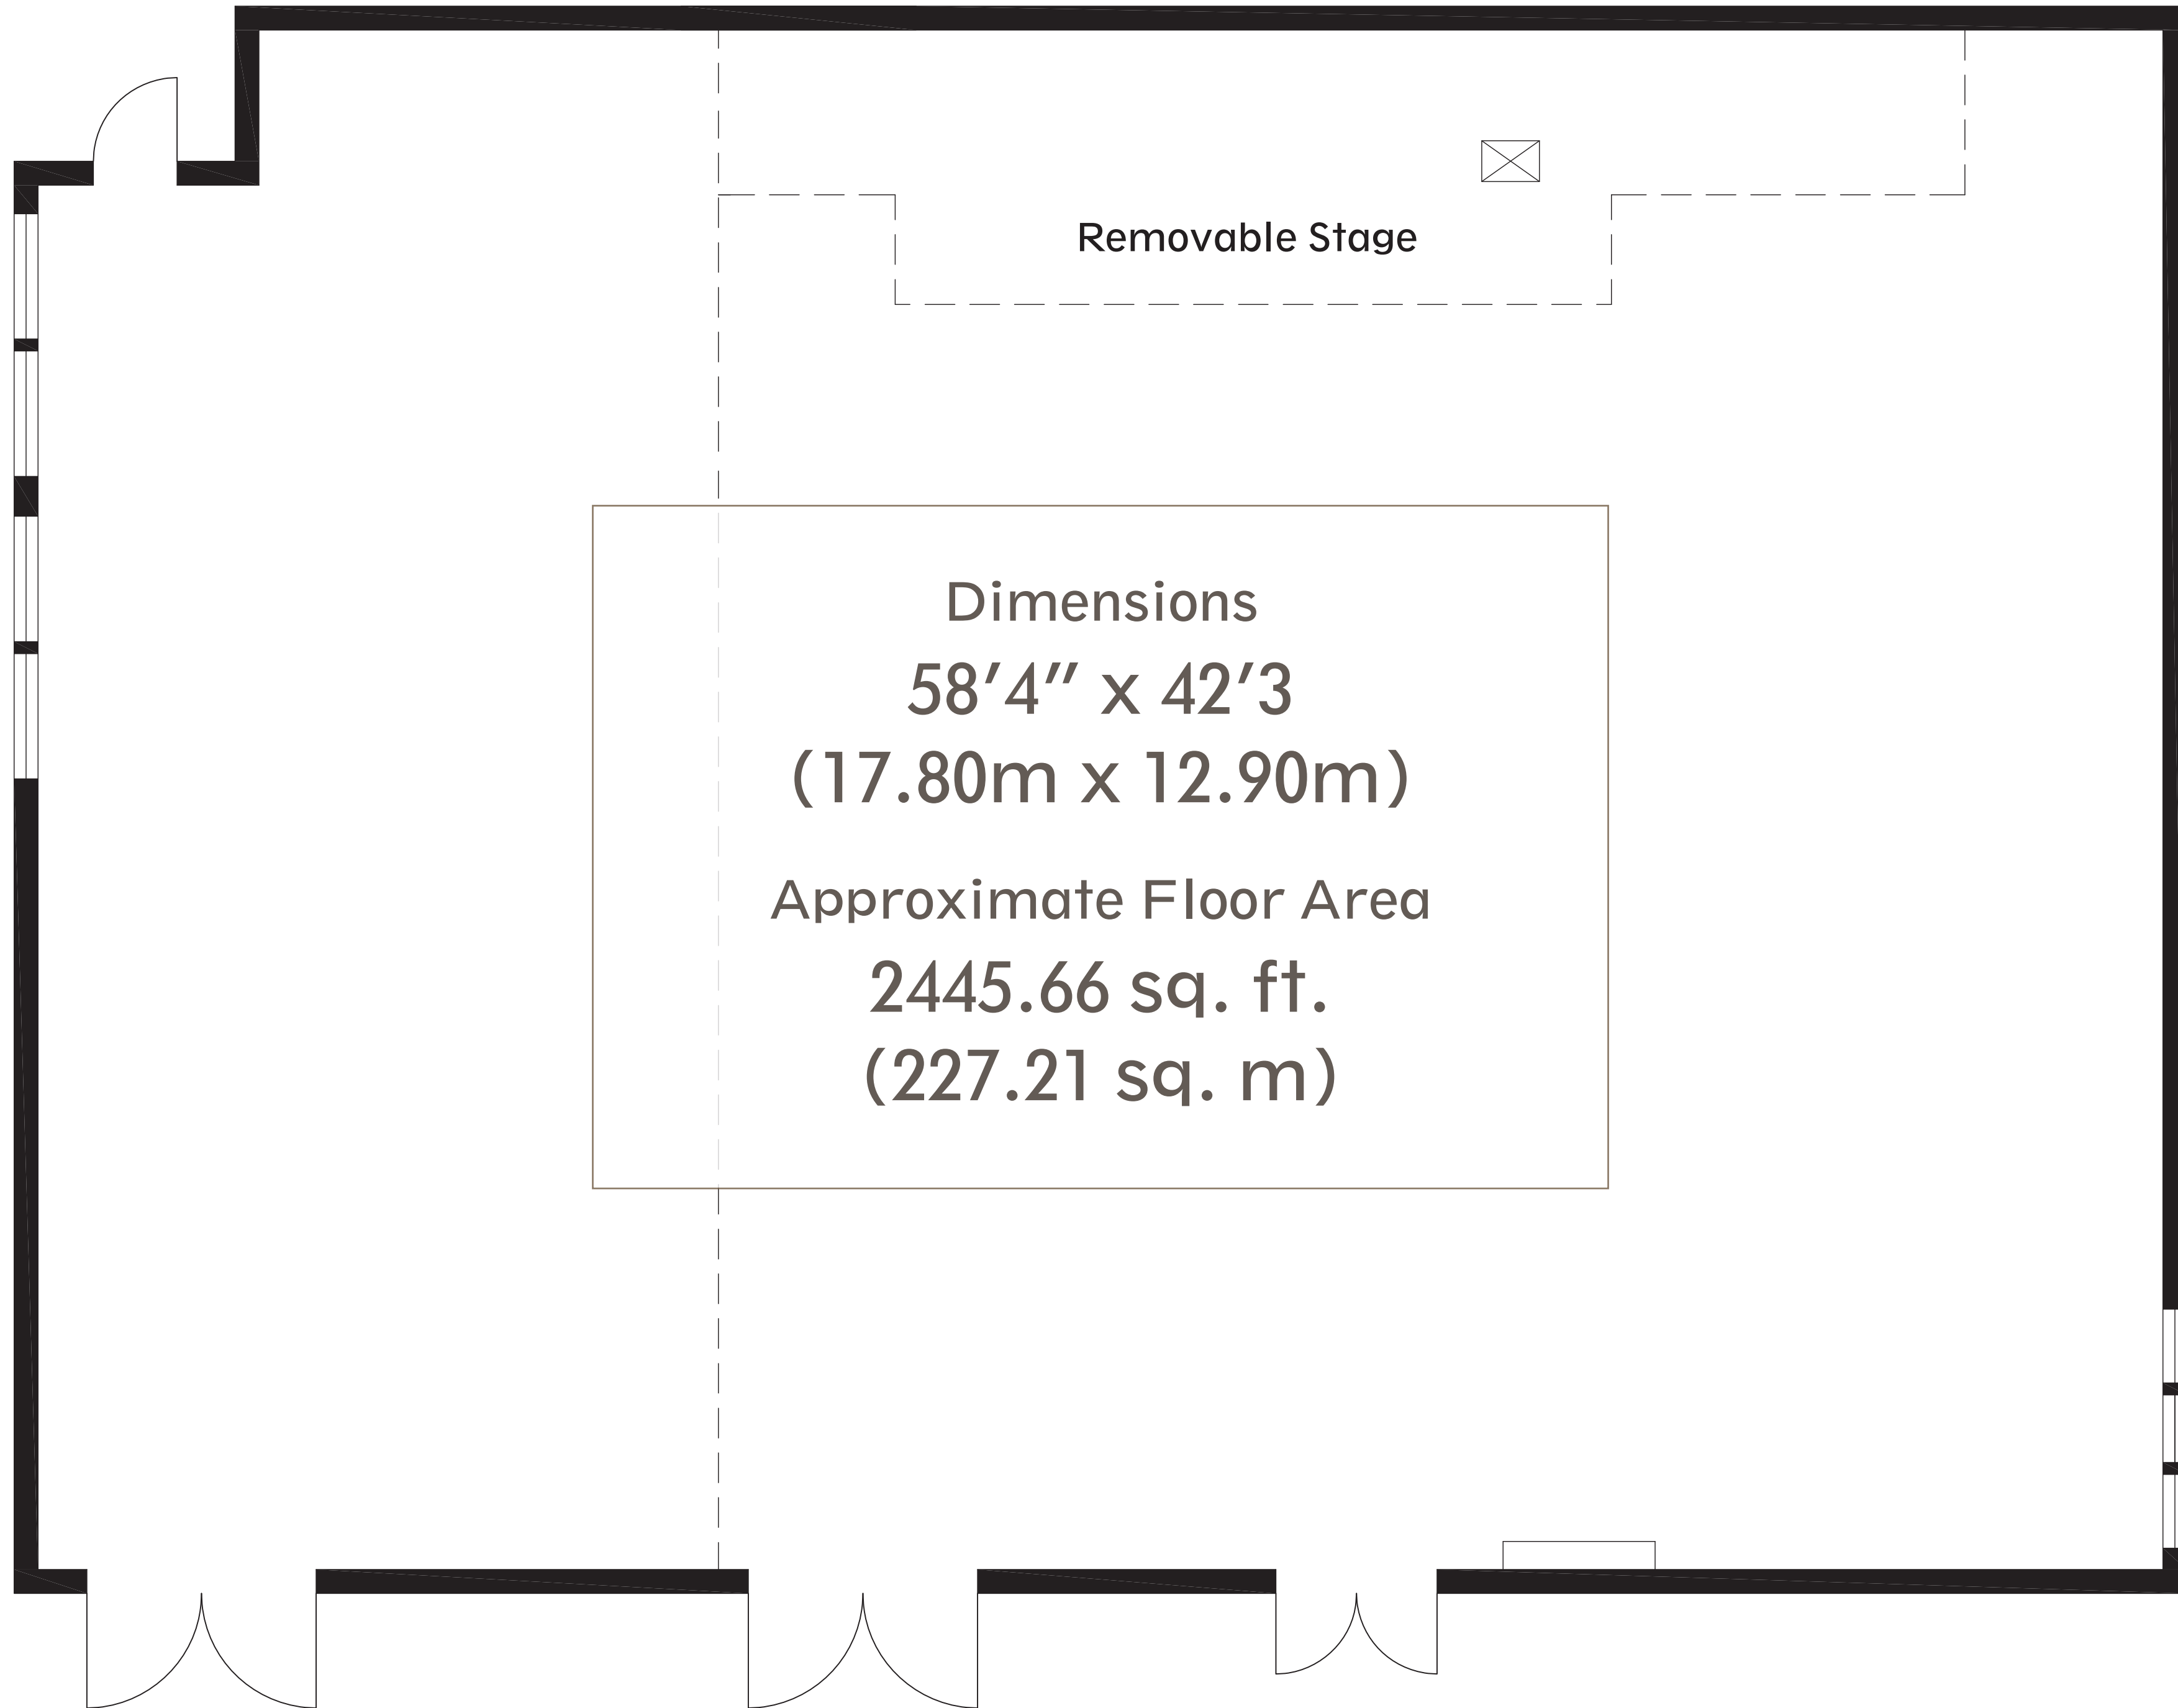 Removable Stage
Dimensions
58’4’’ x 42’3
(17.80m x 12.90m)
Approximate Floor Area
2445.66 sq. ft.
(227.21 sq. m)